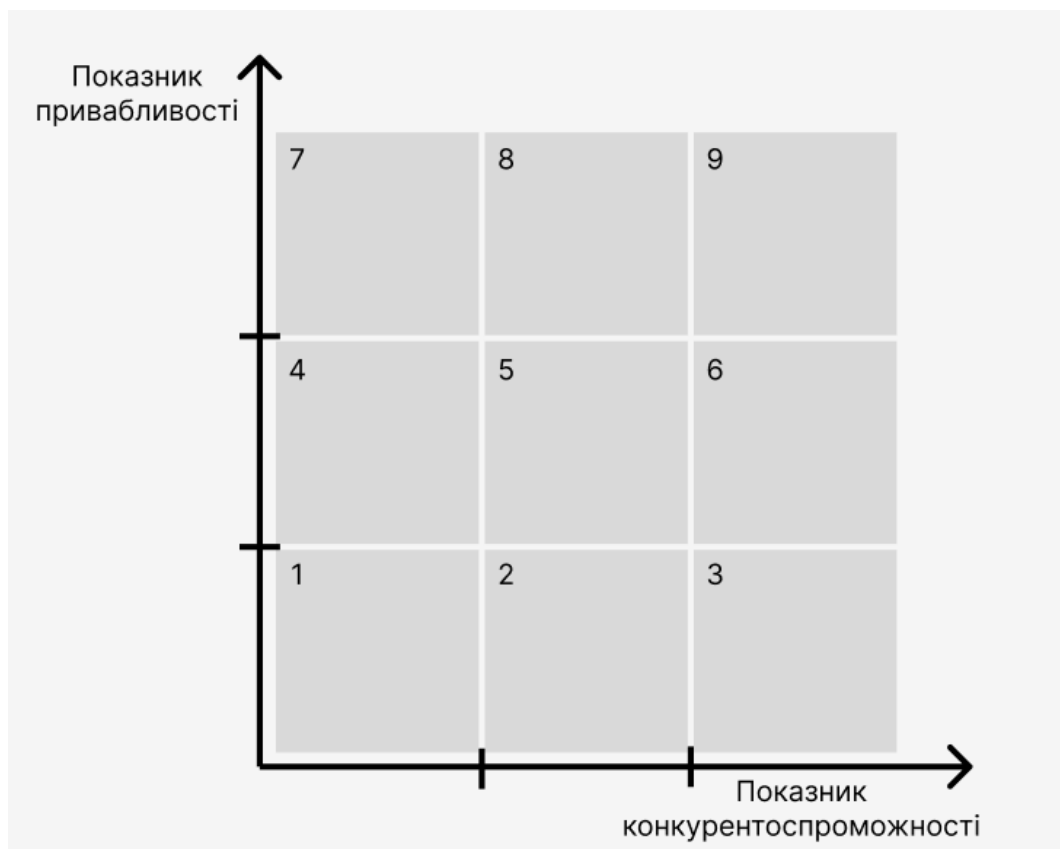 Показник
привабливості
7 8 9
4 5 6
1 2 3
Показник
конкурентоспроможності